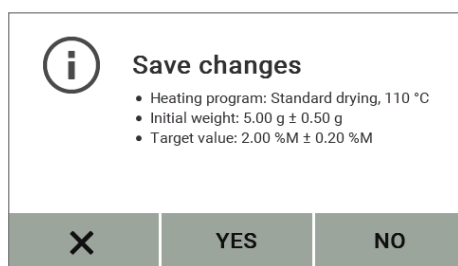 Save changes
• Heating program: Standard drying, 110 °C
• Initial weight: 5.00 g ± 0.50 g
• Target value: 2.00 %M ± 0.20 %M
YES NO